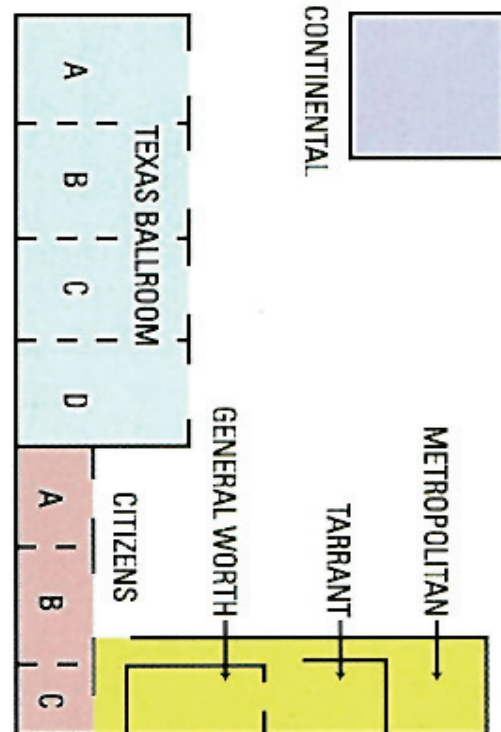 CONTINENTAL
TEXAS BALLROOM
A
B
C
D
CITIZENS
A
B
C
GENERAL WORTH
TARRANT
METROPOLITAN